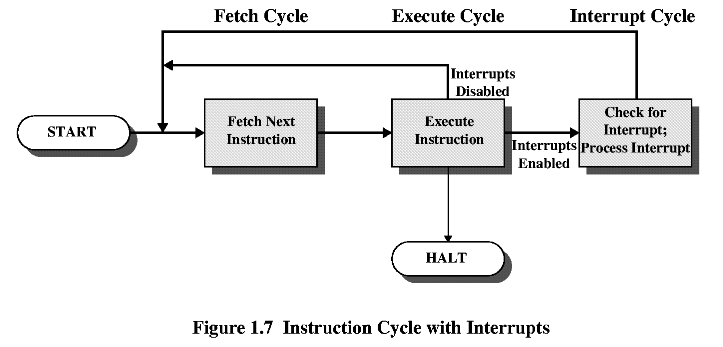 Fetch Cycle
Execute Cycle
Interrupt Cycle
Interrupts
Disabled
START
Fetch Next
Instruction
Execute
Instruction
Interrupts
Enabled
Check for
Interrupt;
Process Interrupt
HALT
Figure 1.7 Instruction Cycle with Interrupts